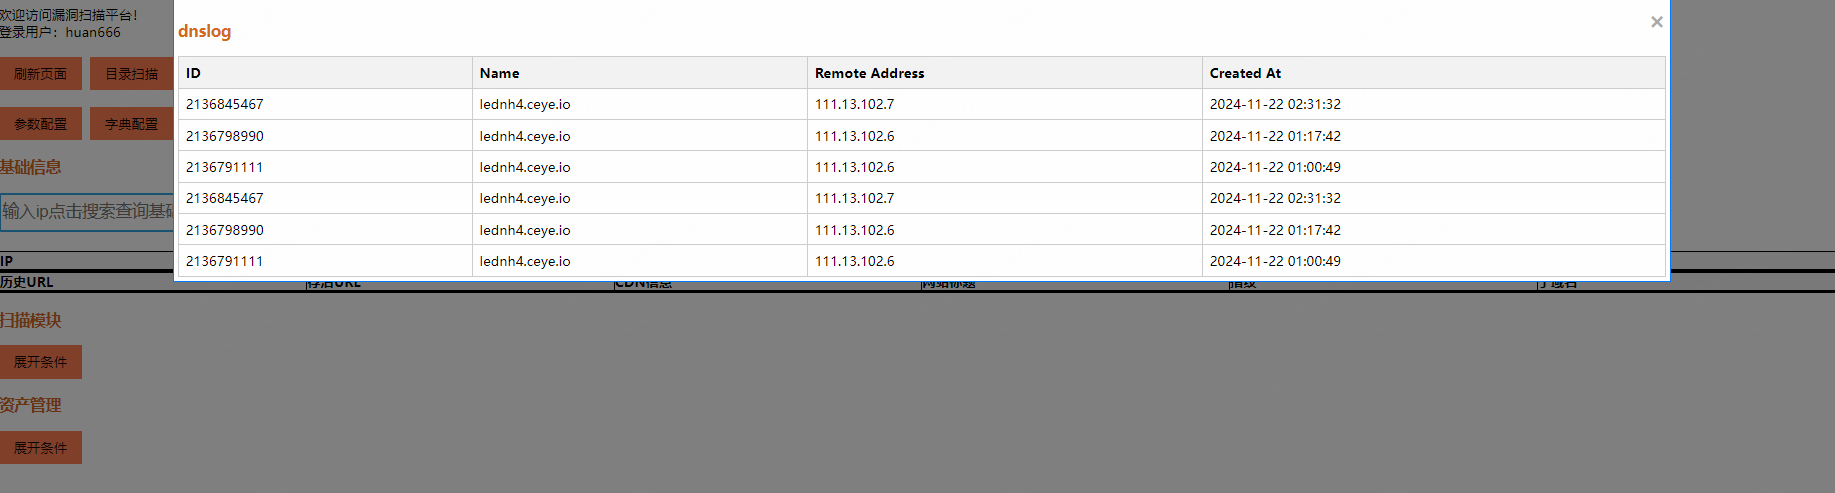 欢迎访问漏洞扫描平台!
登录用户：huan666
刷新页面 目录扫描
参数配置 字典配置
基础信息
输入ip点击搜索查询基础
dnslog ×
ID Name Remote Address Created At
2136845467 lednh4.ceye.io 111.13.102.7 2024-11-22 02:31:32
2136798990 lednh4.ceye.io 111.13.102.6 2024-11-22 01:17:42
2136791111 lednh4.ceye.io 111.13.102.6 2024-11-22 01:00:49
2136845467 lednh4.ceye.io 111.13.102.7 2024-11-22 02:31:32
2136798990 lednh4.ceye.io 111.13.102.6 2024-11-22 01:17:42
2136791111 lednh4.ceye.io 111.13.102.6 2024-11-22 01:00:49
IP
历史URL 存活URL CDN信息 网站标题 指纹 子域名
扫描模块
展开条件
资产管理
展开条件